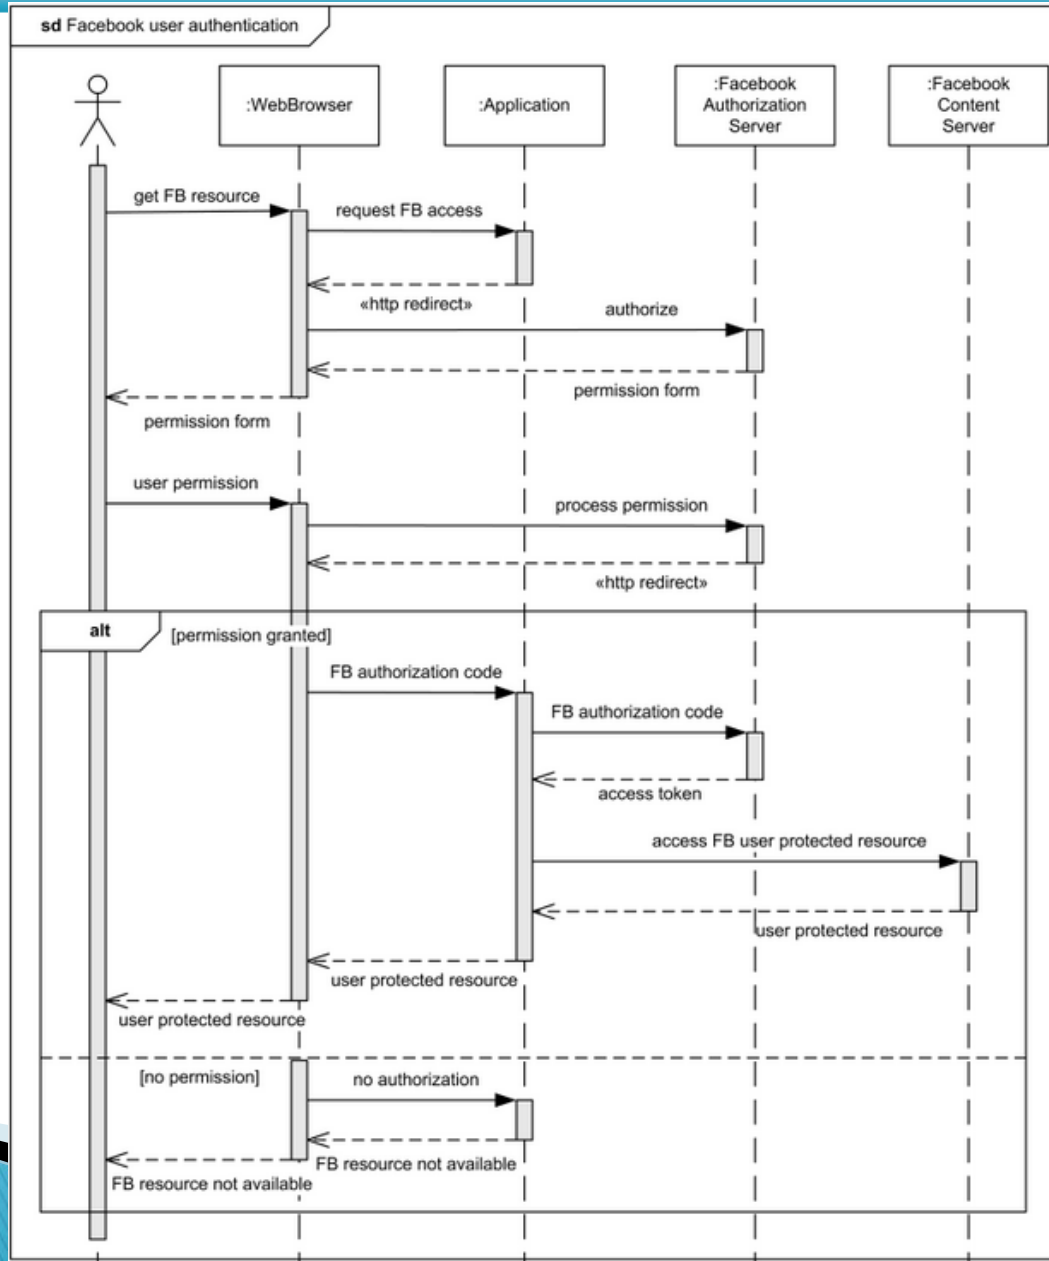 sd Facebook user authentication
:WebBrowser
:Application
:Facebook
Authorization
Server
:Facebook
Content
Server
get FB resource
request FB access
«http redirect»
authorize
permission form
permission form
user permission
process permission
«http redirect»
alt
[permission granted]
FB authorization code
FB authorization code
access token
access FB user protected resource
user protected resource
user protected resource
user protected resource
[no permission]
no authorization
FB resource not available
FB resource not available